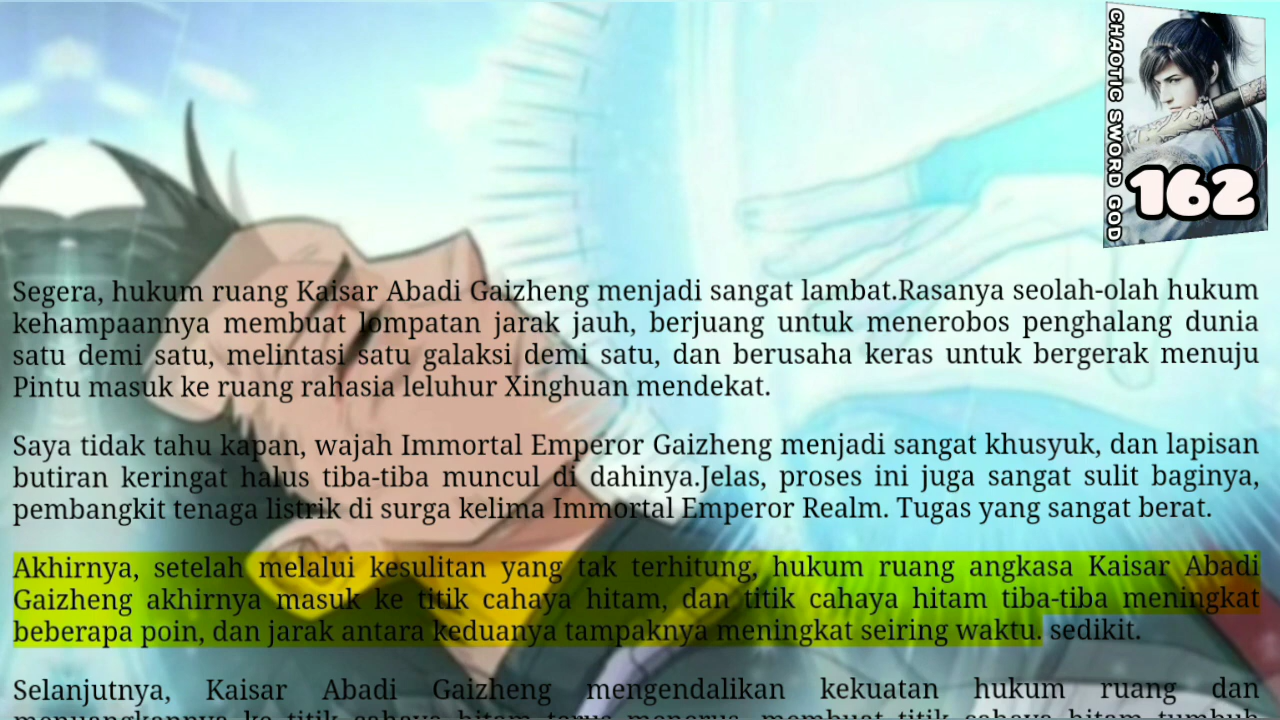 CHAOTIC SWORD GOD
162
Segera, hukum ruang Kaisar Abadi Gaizheng menjadi sangat lambat.Rasanya seolah-olah hukum
kehampaannya membuat lompatan jarak jauh, berjuang untuk menerobos penghalang dunia
satu demi satu, melintasi satu galaksi demi satu, dan berusaha keras untuk bergerak menuju
Pintu masuk ke ruang rahasia leluhur Xinghuan mendekat.
Saya tidak tahu kapan, wajah Immortal Emperor Gaizheng menjadi sangat khusyuk, dan lapisan
butiran keringat halus tiba-tiba muncul di dahinya.Jelas, proses ini juga sangat sulit baginya,
pembangkit tenaga listrik di surga kelima Immortal Emperor Realm. Tugas yang sangat berat.
Akhirnya, setelah melalui kesulitan yang tak terhitung, hukum ruang angkasa Kaisar Abadi
Gaizheng akhirnya masuk ke titik cahaya hitam, dan titik cahaya hitam tiba-tiba meningkat
beberapa poin, dan jarak antara keduanya tampaknya meningkat seiring waktu. sedikit.
Selanjutnya, Kaisar Abadi Gaizheng mengendalikan kekuatan hukum ruang dan